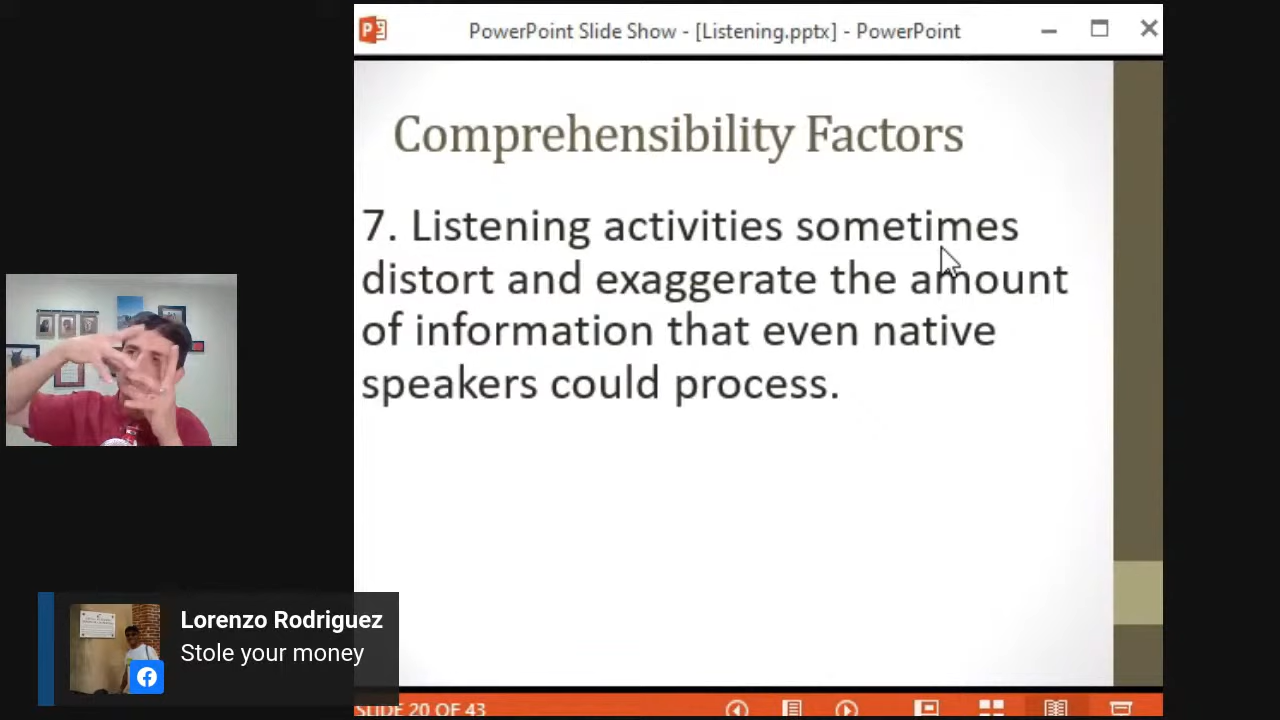 PowerPoint Slide Show - [Listening.pptx] - PowerPoint
Comprehensibility Factors
7. Listening activities sometimes
distort and exaggerate the amount
of information that even native
speakers could process.
Lorenzo Rodriguez
Stole your money
SLIDE 20 OF 43